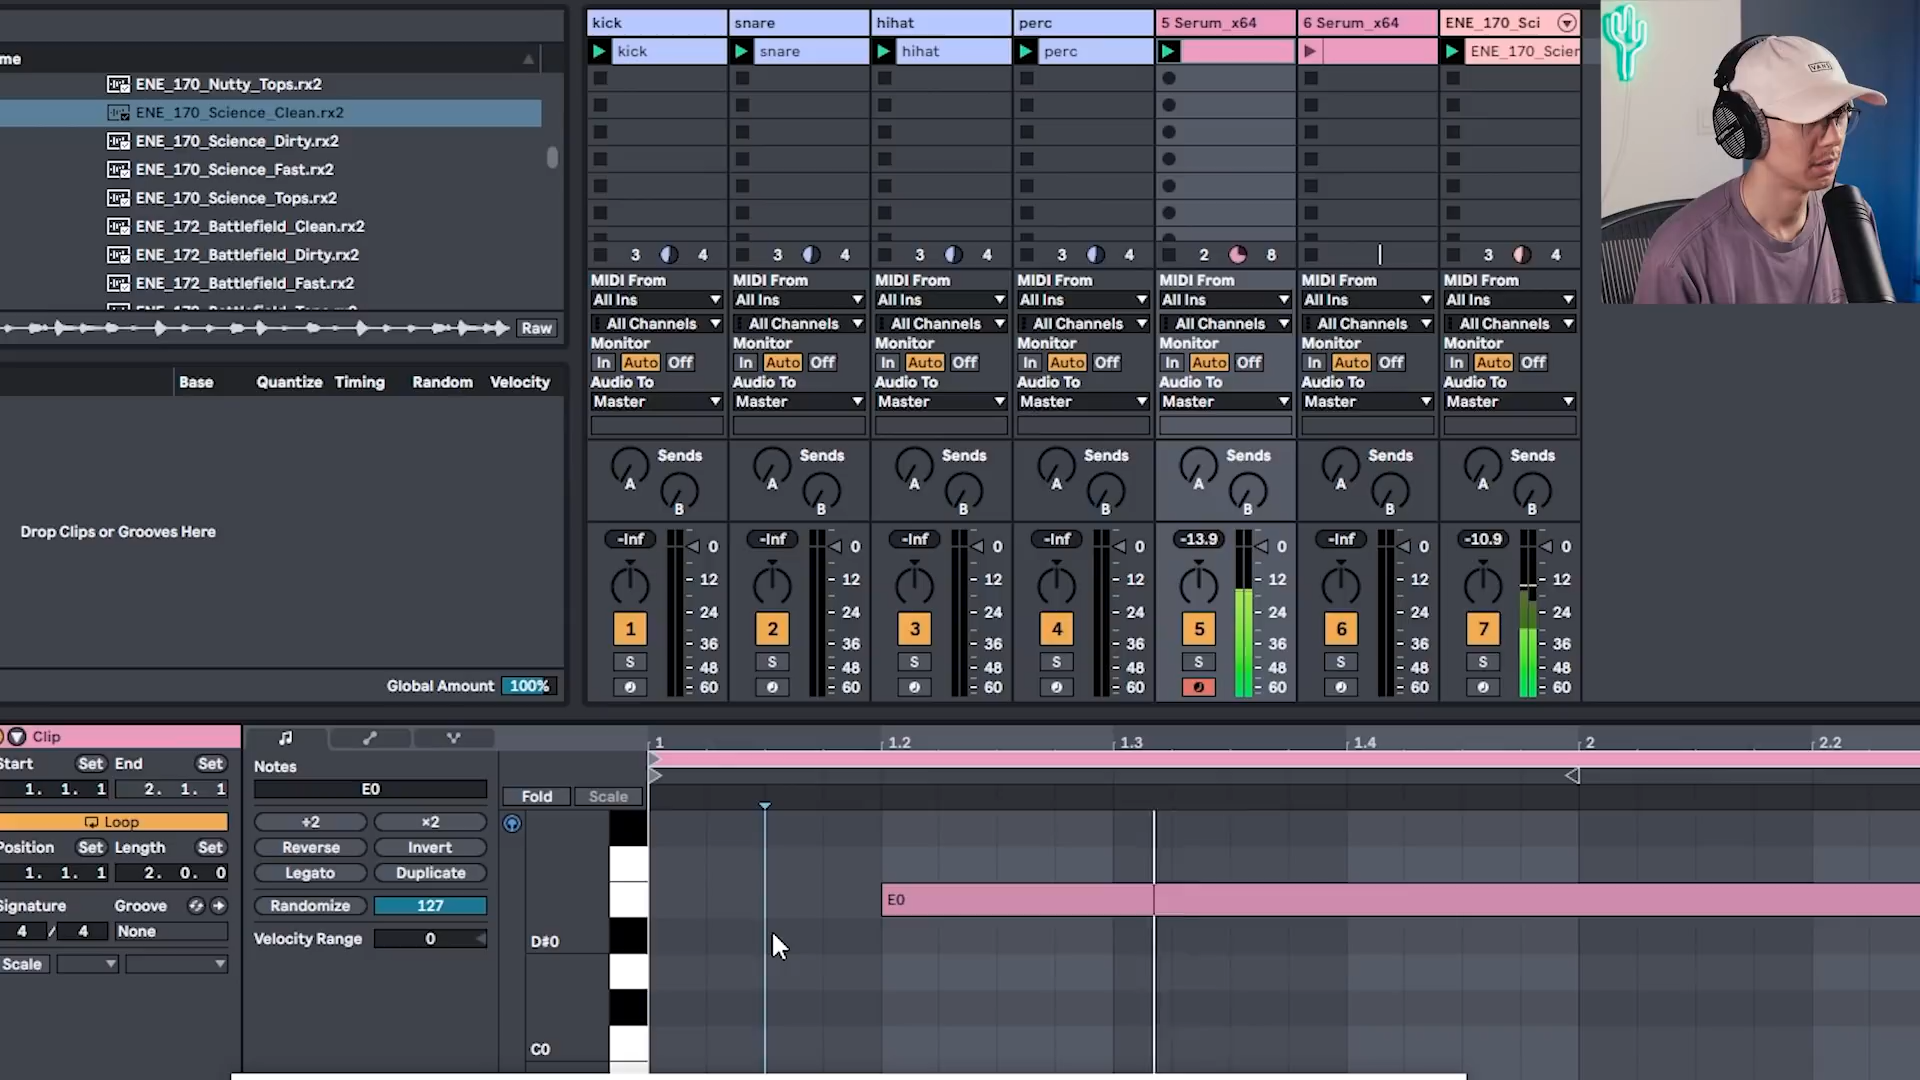 me
ENE_170_Nutty_Tops.rx2
ENE_170_Science_Clean.rx2
ENE_170_Science_Dirty.rx2
ENE_170_Science_Fast.rx2
ENE_170_Science_Tops.rx2
ENE_172_Battlefield_Clean.rx2
ENE_172_Battlefield_Dirty.rx2
ENE_172_Battlefield_Fast.rx2
Raw
Base Quantize Timing Random Velocity
Drop Clips or Grooves Here
Global Amount 100%
kick snare hihat perc 5 Serum_x64 6 Serum_x64 ENE_170_Sci
kick snare hihat perc ENE_170_Scier
3 4 3 4 3 4 3 4 2 8 3 4
MIDI From MIDI From MIDI From MIDI From MIDI From MIDI From MIDI From
All Ins All Ins All Ins All Ins All Ins All Ins All Ins
All Channels All Channels All Channels All Channels All Channels All Channels All Channels
Monitor Monitor Monitor Monitor Monitor Monitor Monitor
In Auto Off In Auto Off In Auto Off In Auto Off In Auto Off In Auto Off In Auto Off
Audio To Audio To Audio To Audio To Audio To Audio To Audio To
Master Master Master Master Master Master Master
Sends Sends Sends Sends Sends Sends Sends
A A A A A A A
B B B B B B B
-Inf 0 -Inf 0 -Inf 0 -Inf 0 -13.9 0 -Inf 0 -10.9 0
12 12 12 12 12 12 12
24 24 24 24 24 24 24
1 2 3 4 5 6 7
36 36 36 36 36 36 36
S 48 S 48 S 48 S 48 S 48 S 48 S 48
60 60 60 60 60 60 60
VANS
Clip
Start Set End Set
1. 1. 1 2. 1. 1
Loop
Position Set Length Set
1. 1. 1 2. 0. 0
Signature Groove
4 / 4 None
Scale
Notes
E0
÷2 ×2
Reverse Invert
Legato Duplicate
Randomize 127
Velocity Range 0
Fold Scale
1 1.2 1.3 1.4 2 2.2
E0
D#0
C0